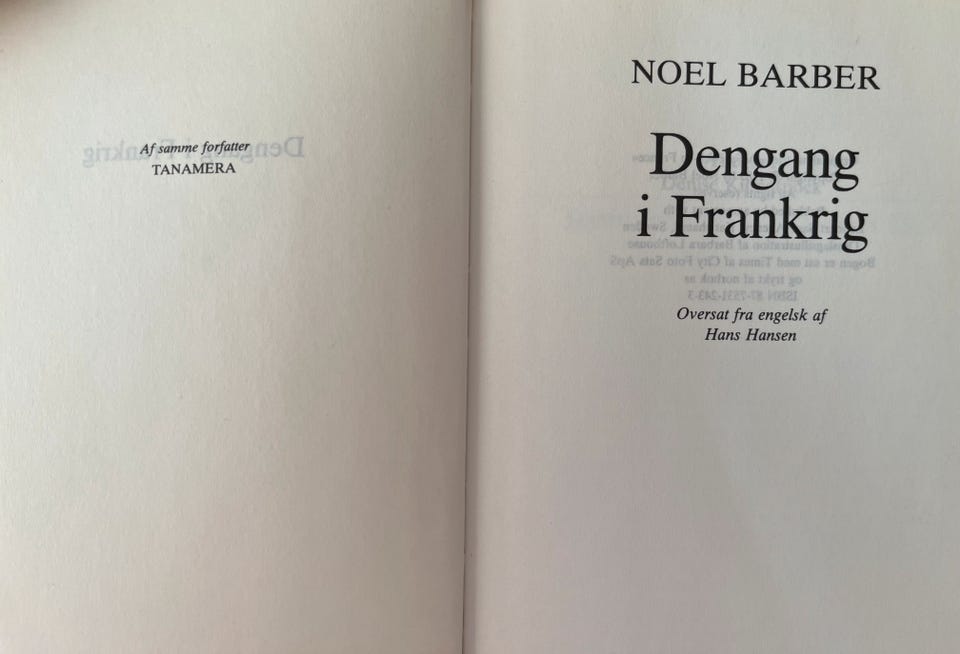 Af samme forfatter
TANAMERA
NOEL BARBER
Dengang
i Frankrig
Oversat fra engelsk af
Hans Hansen